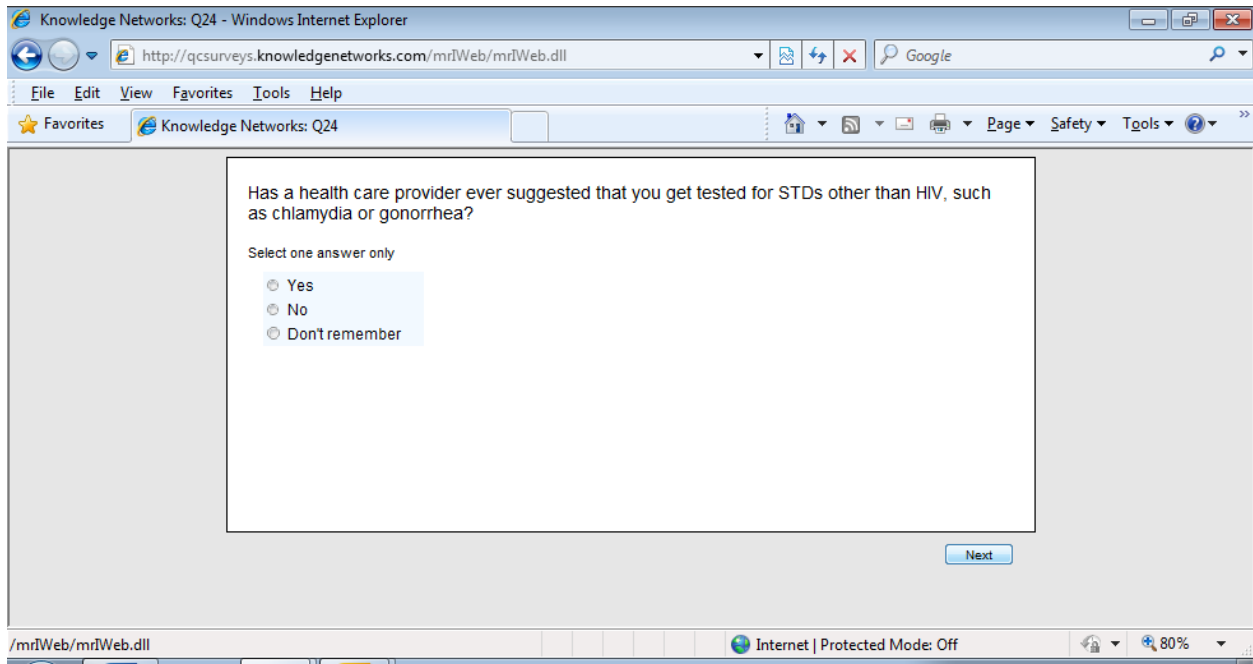 Knowledge Networks: Q24 - Windows Internet Explorer
http://qcsurveys.knowledgenetworks.com/mrIWeb/mrIWeb.dll
Google
File Edit View Favorites Tools Help
Favorites Knowledge Networks: Q24 Page Safety Tools
Has a health care provider ever suggested that you get tested for STDs other than HIV, such
as chlamydia or gonorrhea?
Select one answer only
Yes
No
Don't remember
Next
/mrIWeb/mrIWeb.dll Internet | Protected Mode: Off 80%